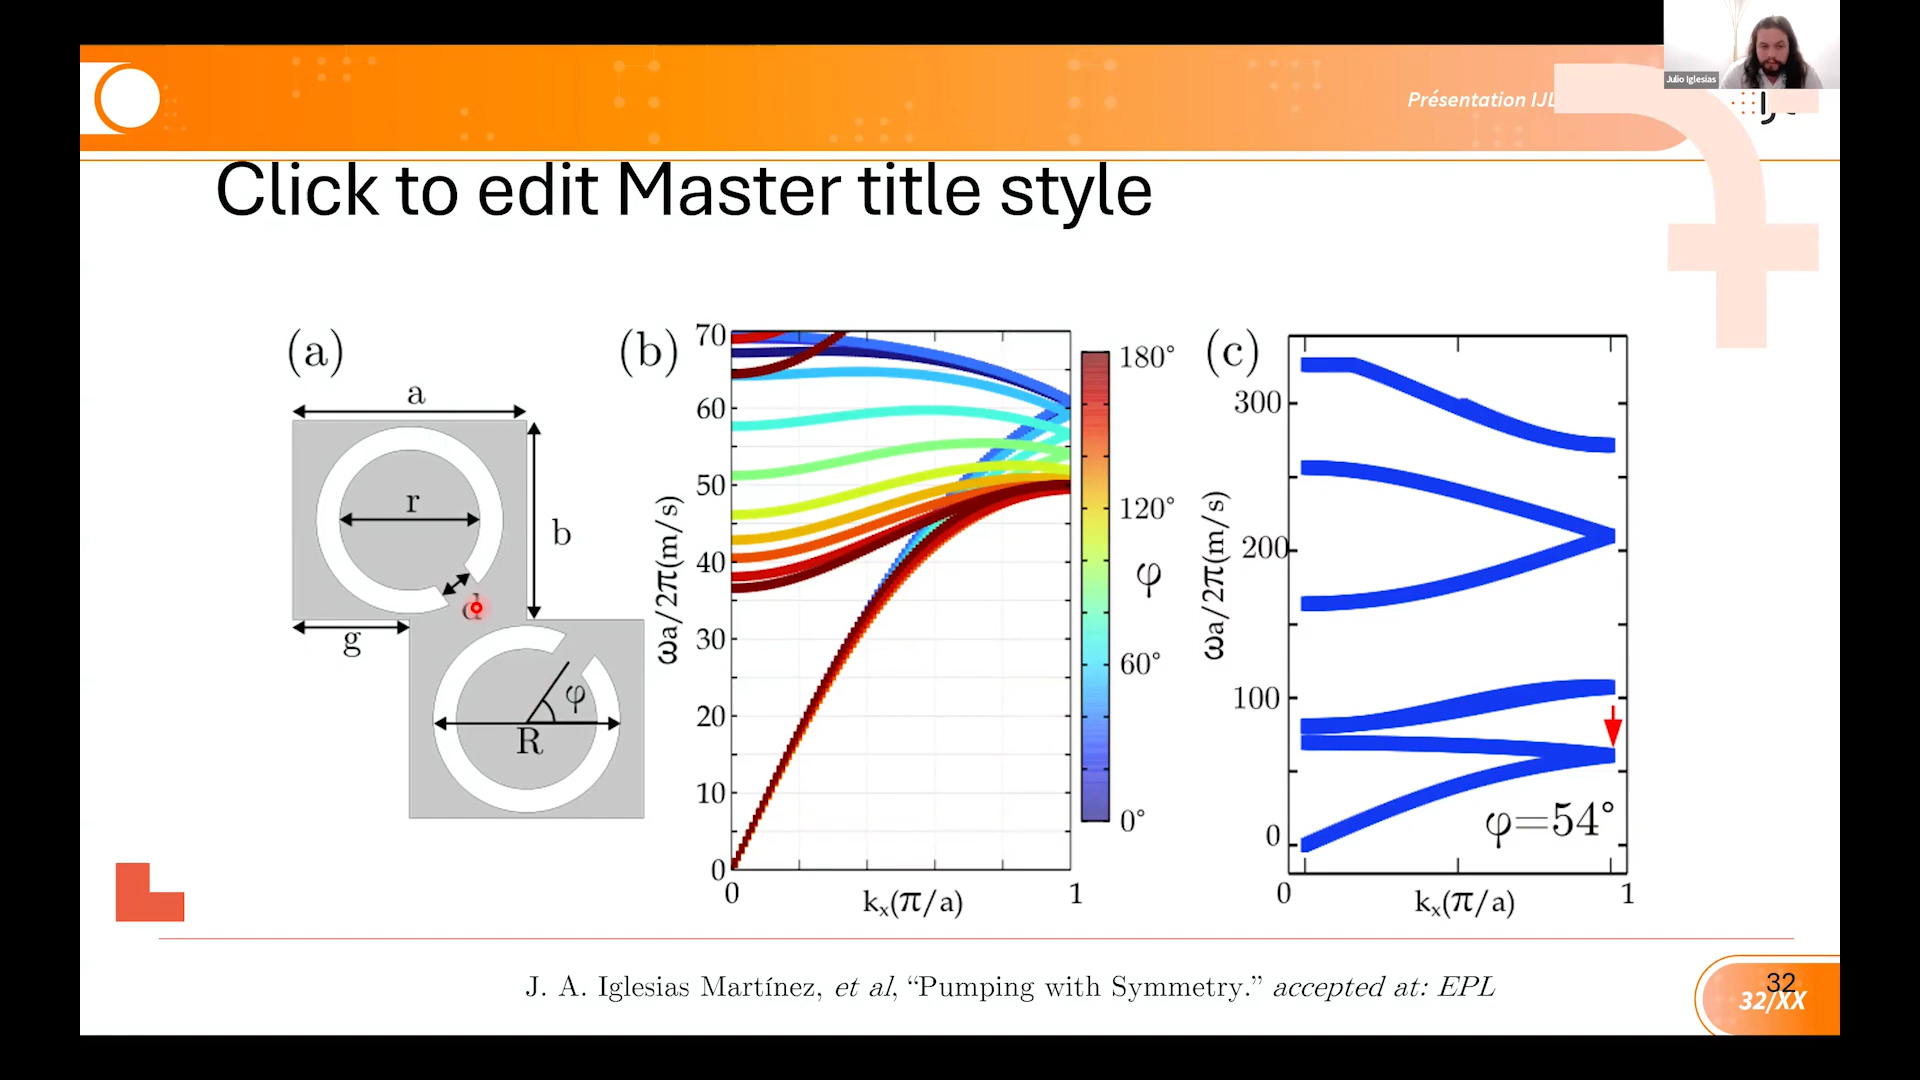 Julio Iglesias
Présentation IJL
Click to edit Master title style
(a)
a
r
b
d
g
φ
R
(b)
70
60
50
40
30
20
10
0
ωa/2π(m/s)
0
1
kₓ(π/a)
180°
120°
φ
60°
0°
(c)
300
200
100
0
ωa/2π(m/s)
φ=54°
0
1
kₓ(π/a)
J. A. Iglesias Martínez, et al, “Pumping with Symmetry.” accepted at: EPL
32
32/XX